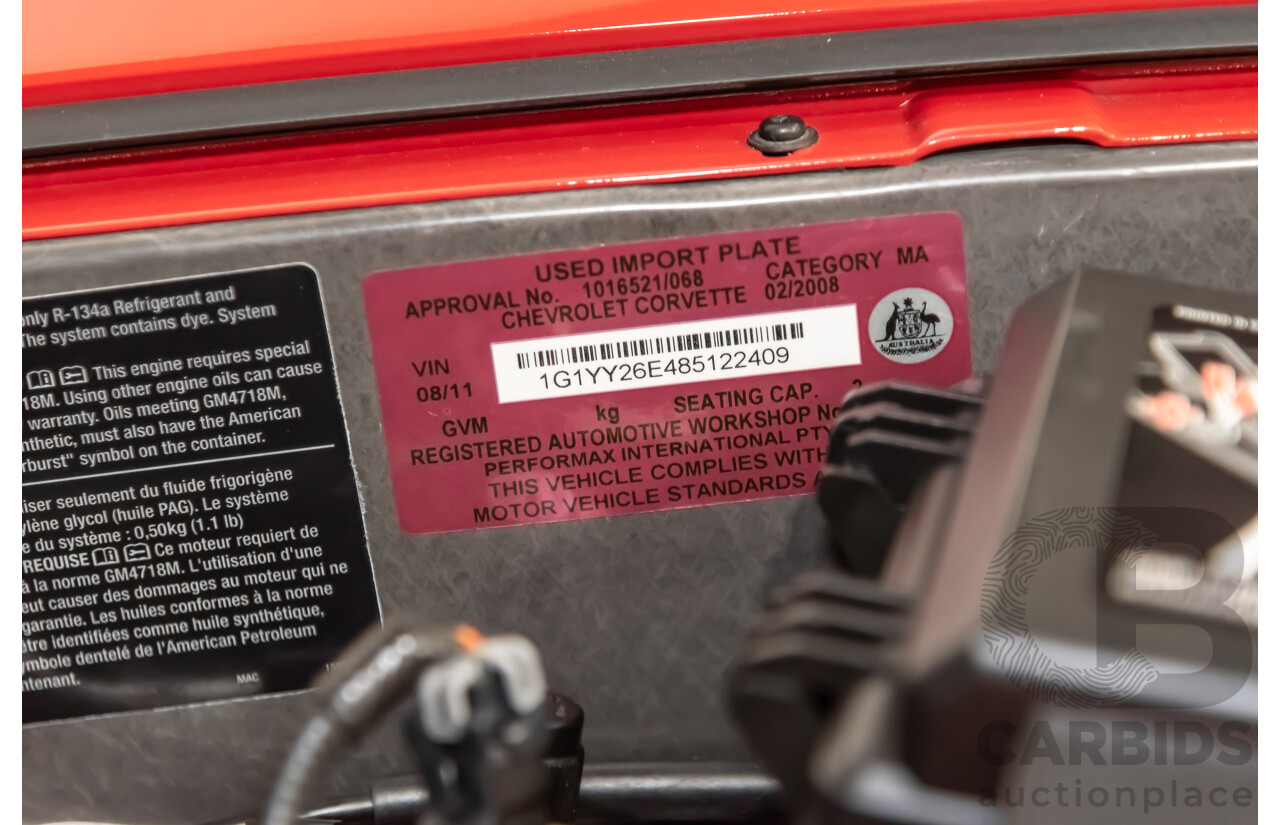 only R-134a Refrigerant and
The system contains dye. System
This engine requires special
18M. Using other engine oils can cause
warranty. Oils meeting GM4718M,
nthetic, must also have the American
rburst" symbol on the container.
iser seulement du fluide frigorigène
ylène glycol (huile PAG). Le système
e du système : 0,50kg (1.1 lb)
REQUISE Ce moteur requiert de
à la norme GM4718M. L'utilisation d'une
eut causer des dommages au moteur qui ne
garantie. Les huiles conformes à la norme
être identifiées comme huile synthétique,
ymbole dentelé de l'American Petroleum
ntenant.
MAC
USED IMPORT PLATE
APPROVAL No. 1016521/068 CATEGORY MA
CHEVROLET CORVETTE 02/2008
VIN
08/11
1G1YY26E485122409
AUSTRALIA
GVM kg SEATING CAP. 2
REGISTERED AUTOMOTIVE WORKSHOP No
PERFORMAX INTERNATIONAL PTY
THIS VEHICLE COMPLIES WITH
MOTOR VEHICLE STANDARDS A
CB
CARBIDS
auctionplace